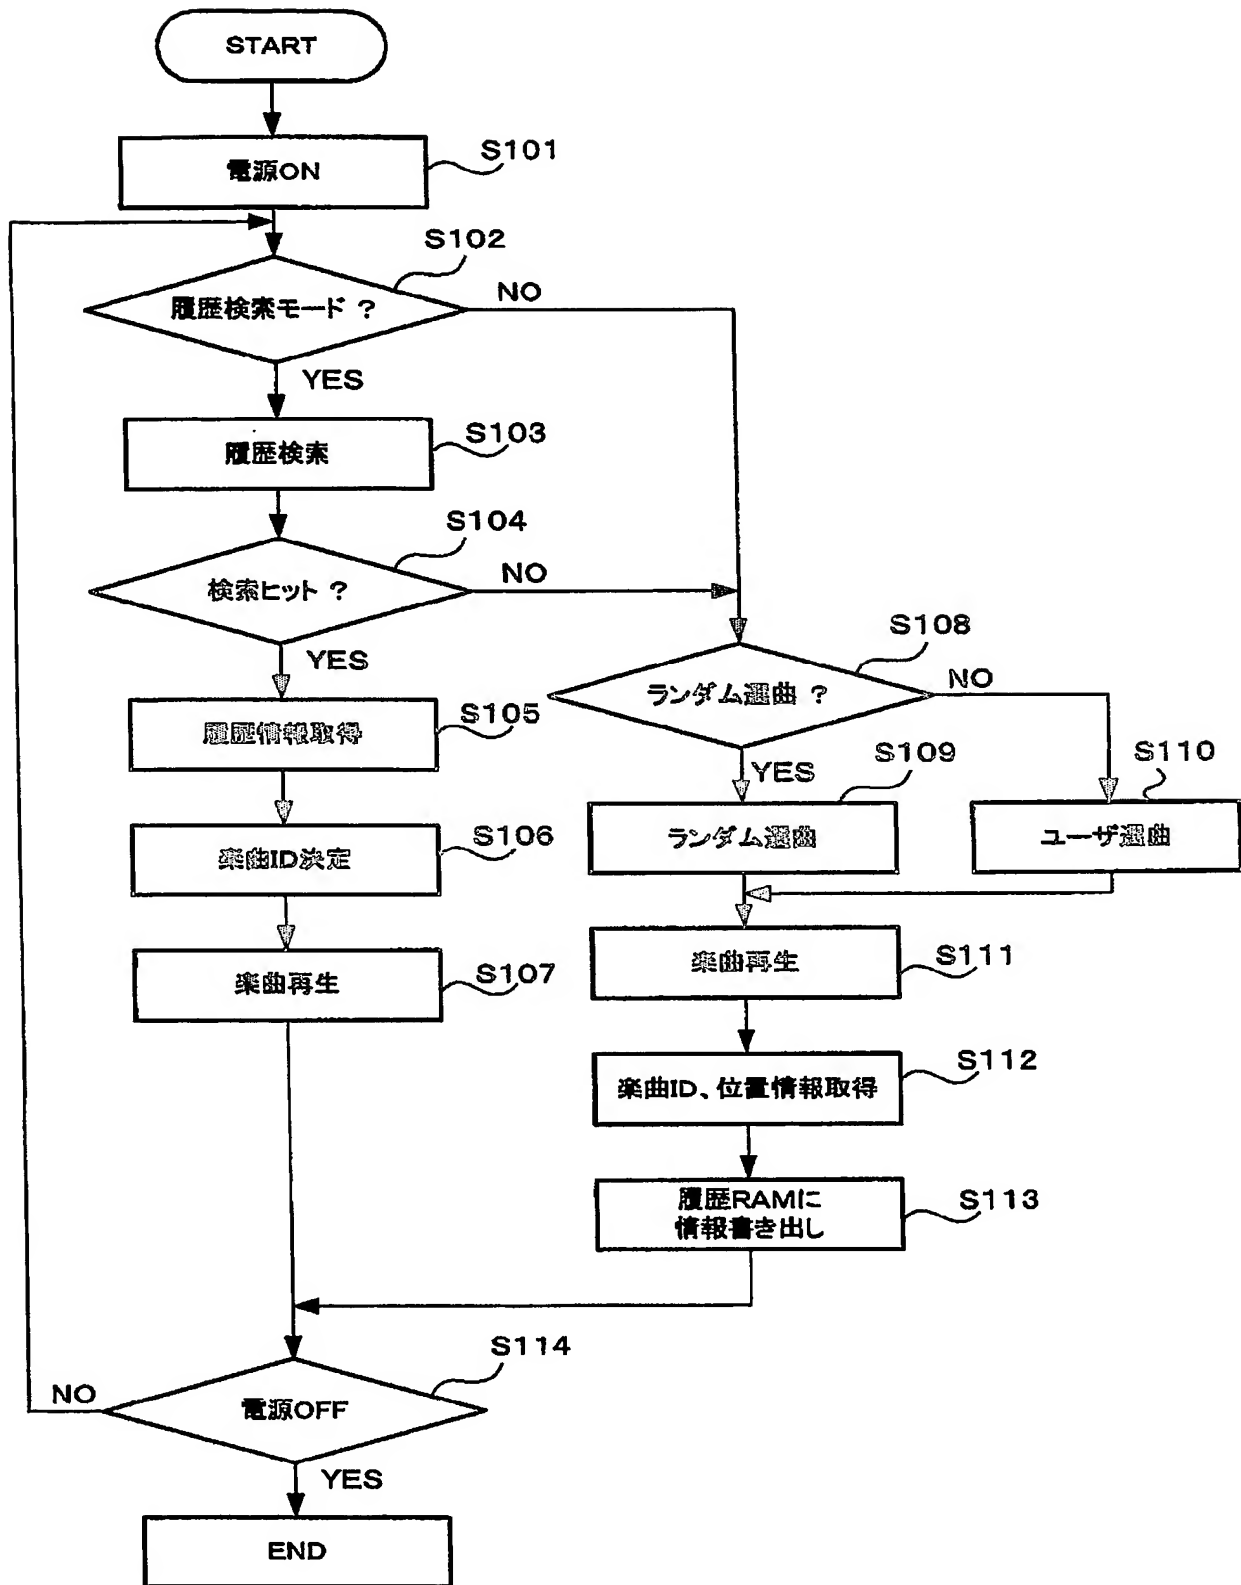 START
電源ON
S101
S102
履歴検索モード ?
NO
YES
履歴検索
S103
S104
検索ヒット ?
NO
YES
履歴情報取得
S105
楽曲ID決定
S106
楽曲再生
S107
S108
ランダム選曲 ?
NO
YES
S109
S110
ランダム選曲
ユーザ選曲
楽曲再生
S111
楽曲ID、位置情報取得
S112
履歴RAMに
情報書き出し
S113
S114
電源OFF
NO
YES
END